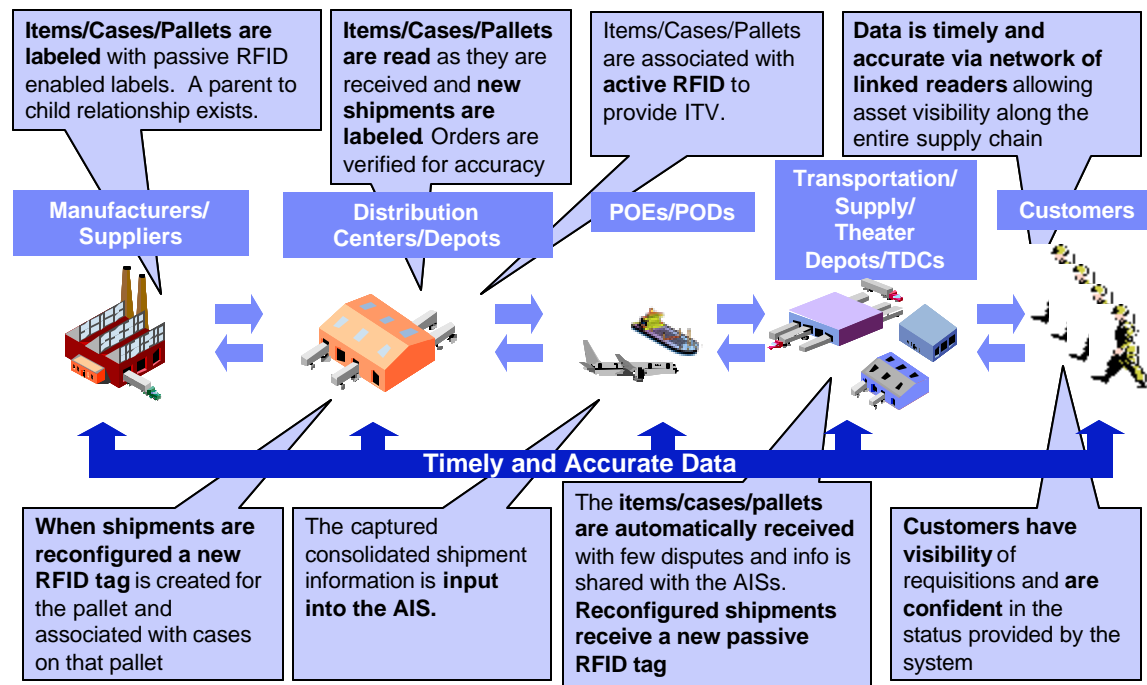 Items/Cases/Pallets are
labeled with passive RFID
enabled labels.  A parent to
child relationship exists.
Items/Cases/Pallets
are read as they are
received and new
shipments are
labeled. Orders are
verified for accuracy
Items/Cases/Pallets
are associated with
active RFID to
provide ITV.
Data is timely and
accurate via network of
linked readers allowing
asset visibility along the
entire supply chain
Manufacturers/
Suppliers
Distribution
Centers/Depots
POEs/PODs
Transportation/
Supply/
Theater
Depots/TDCs
Customers
Timely and Accurate Data
When shipments are
reconfigured a new
RFID tag is created for
the pallet and
associated with cases
on that pallet
The captured
consolidated shipment
information is input
into the AIS.
The items/cases/pallets
are automatically received
with few disputes and info is
shared with the AISs.
Reconfigured shipments
receive a new passive
RFID tag
Customers have
visibility of
requisitions and are
confident in the
status provided by the
system